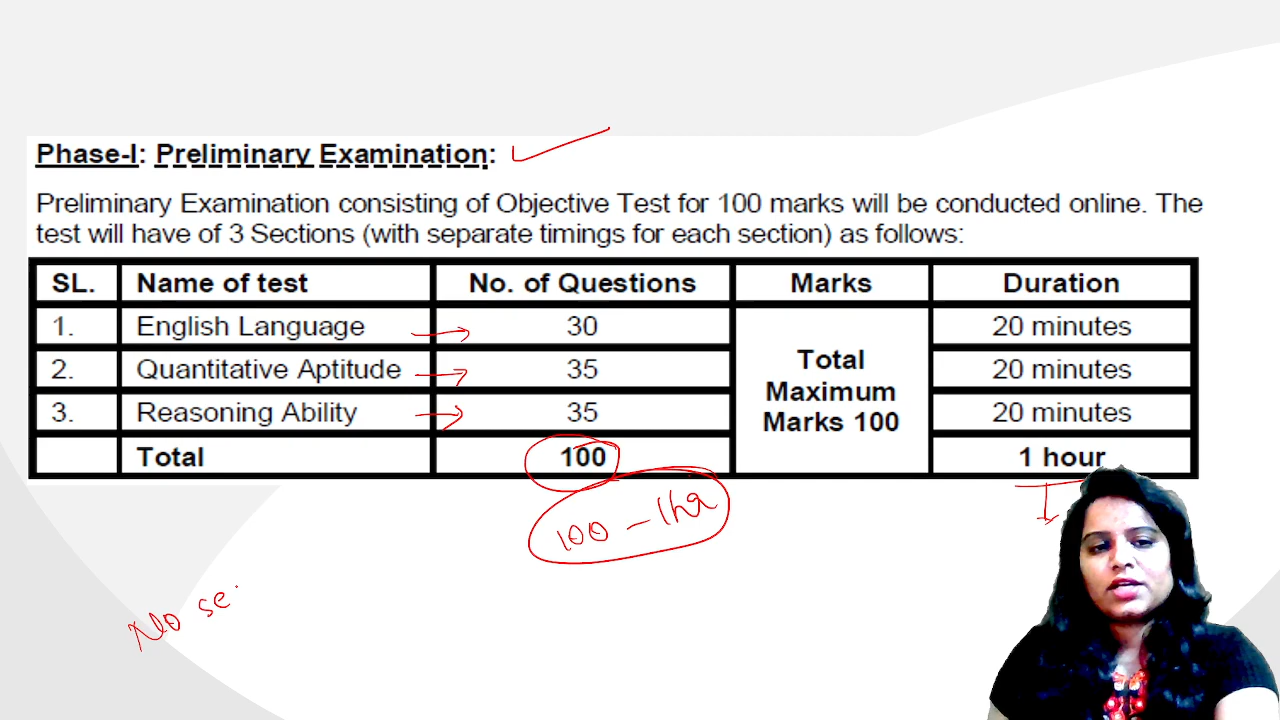 Phase-I: Preliminary Examination:
Preliminary Examination consisting of Objective Test for 100 marks will be conducted online. The
test will have of 3 Sections (with separate timings for each section) as follows:
SL. Name of test No. of Questions Marks Duration
1. English Language 30 20 minutes
2. Quantitative Aptitude 35 20 minutes
3. Reasoning Ability 35 20 minutes
Total Maximum Marks 100
Total 100 1 hour
100 - 1hr
No se